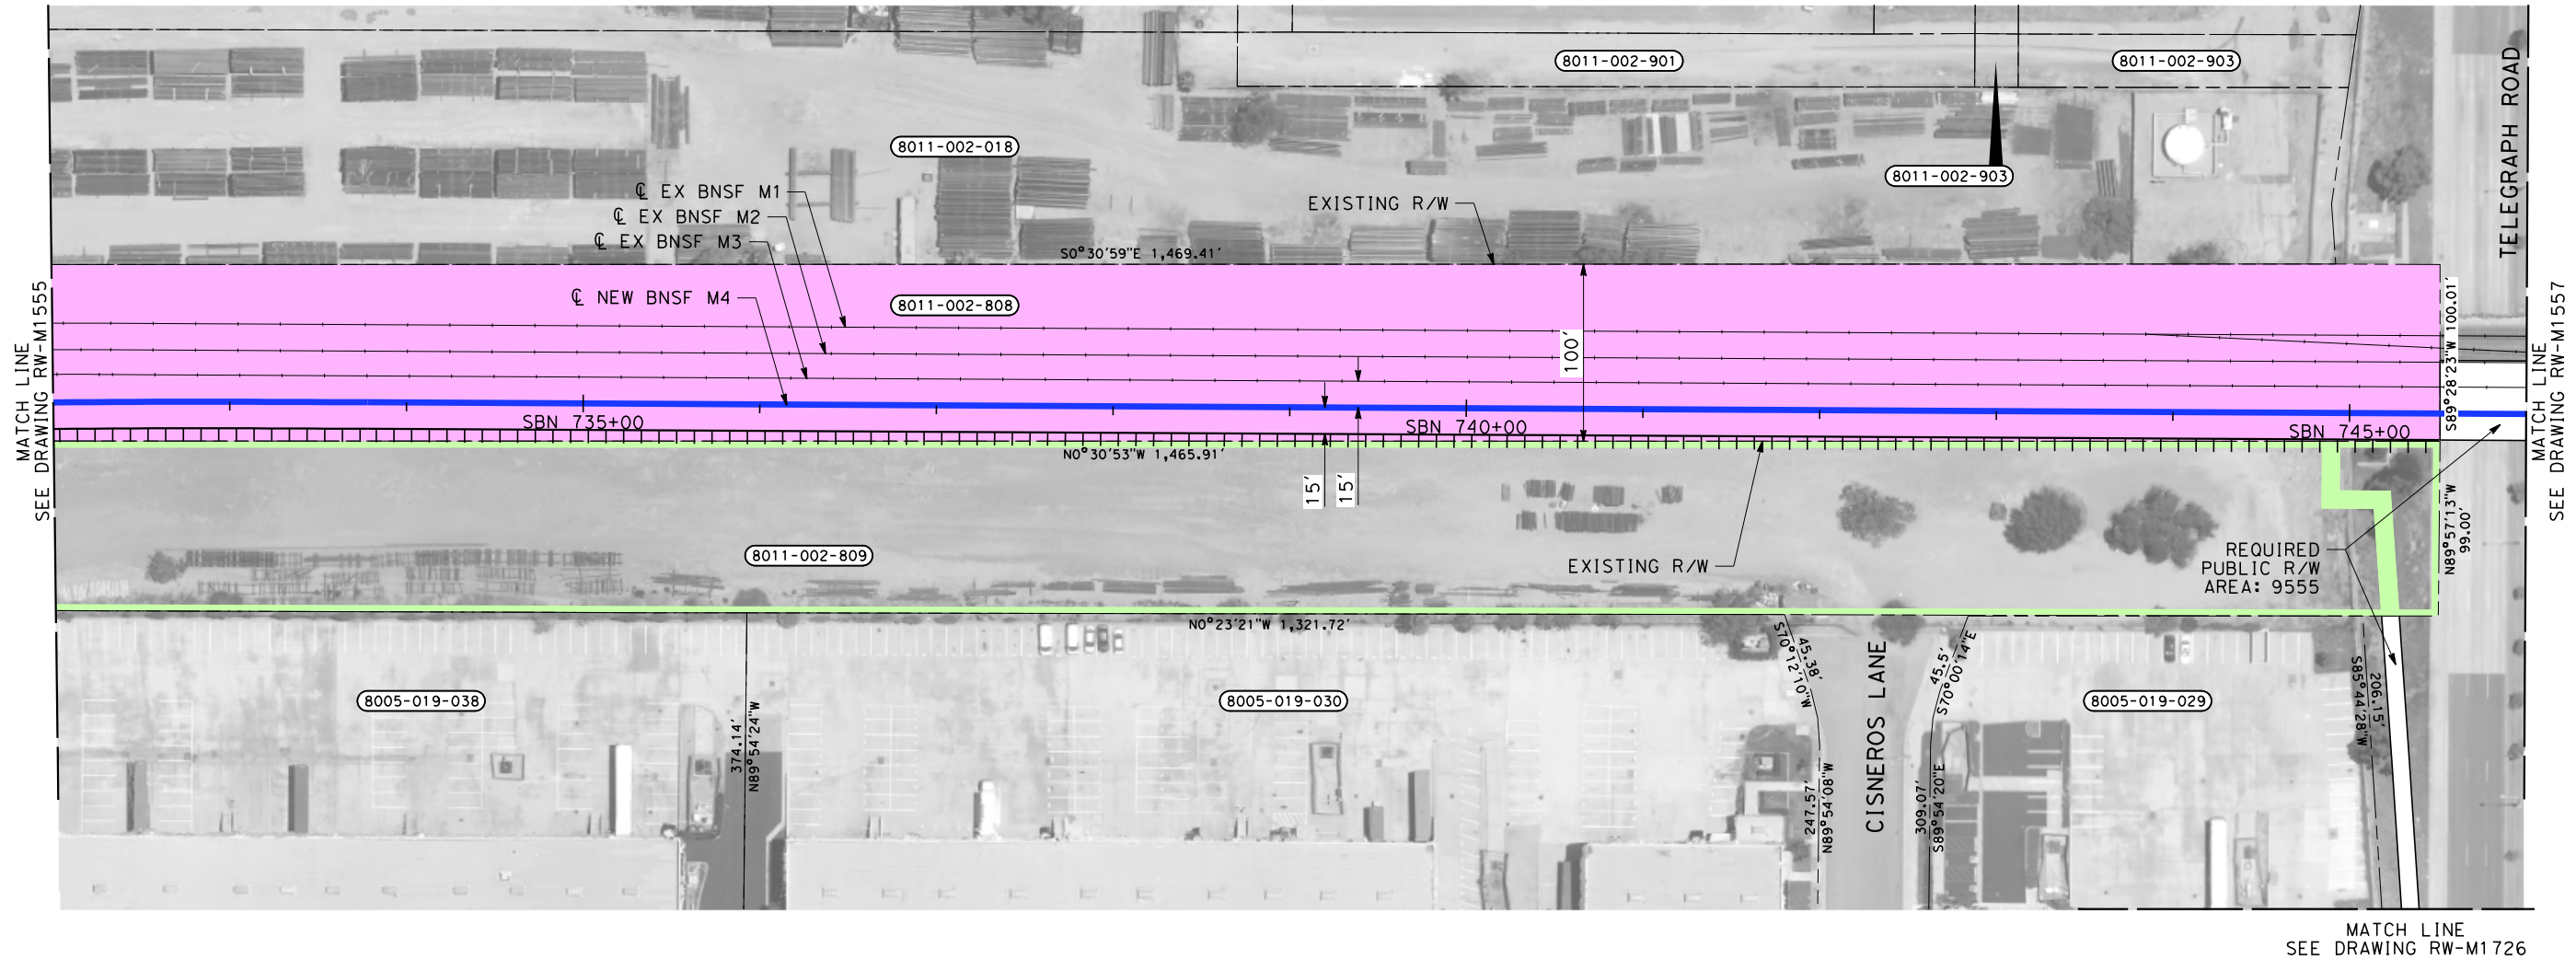 8011-002-901
8011-002-903
TELEGRAPH ROAD
8011-002-018
8011-002-903
℄ EX BNSF M1
℄ EX BNSF M2
℄ EX BNSF M3
EXISTING R/W
S0°30'59"E 1,469.41'
℄ NEW BNSF M4
8011-002-808
100'
S89°28'23"W 100.01'
MATCH LINE
SEE DRAWING RW-M1555
MATCH LINE
SEE DRAWING RW-M1557
SBN 735+00
SBN 740+00
SBN 745+00
N0°30'53"W 1,465.91'
15'
15'
8011-002-809
EXISTING R/W
REQUIRED
PUBLIC R/W
AREA: 9555
N89°57'13"W
99.00'
N0°23'21"W 1,321.72'
8005-019-038
374.14'
N89°54'24"W
8005-019-030
45.38'
S70°12'10"W
CISNEROS LANE
45.5'
S70°00'14"E
247.57'
N89°54'08"W
309.07'
S89°54'20"E
8005-019-029
206.15'
S85°44'28"W
MATCH LINE
SEE DRAWING RW-M1726